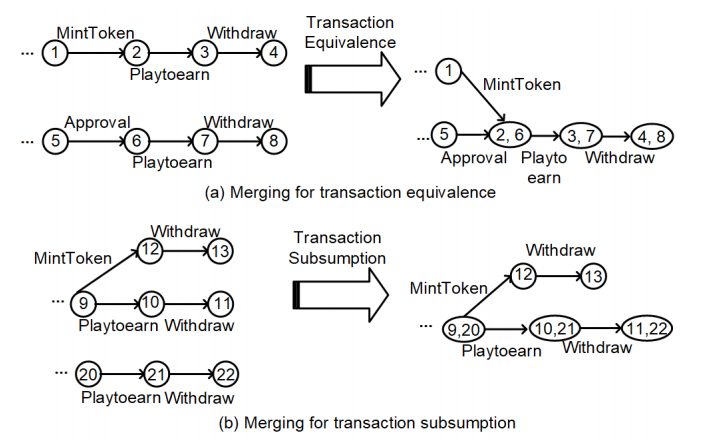 MintToken Withdraw
... 1 2 3 4
Playtoearn
Approval Withdraw
... 5 6 7 8
Playtoearn
Transaction
Equivalence
... 1
MintToken
... 5 2, 6 3, 7 4, 8
Approval Playto Withdraw
earn
(a) Merging for transaction equivalence
Withdraw
12 13
MintToken
... 9 10 11
Playtoearn Withdraw
... 20 21 22
Playtoearn Withdraw
Transaction
Subsumption
Withdraw
12 13
MintToken
... 9,20 10,21 11,22
Playtoearn Withdraw
(b) Merging for transaction subsumption